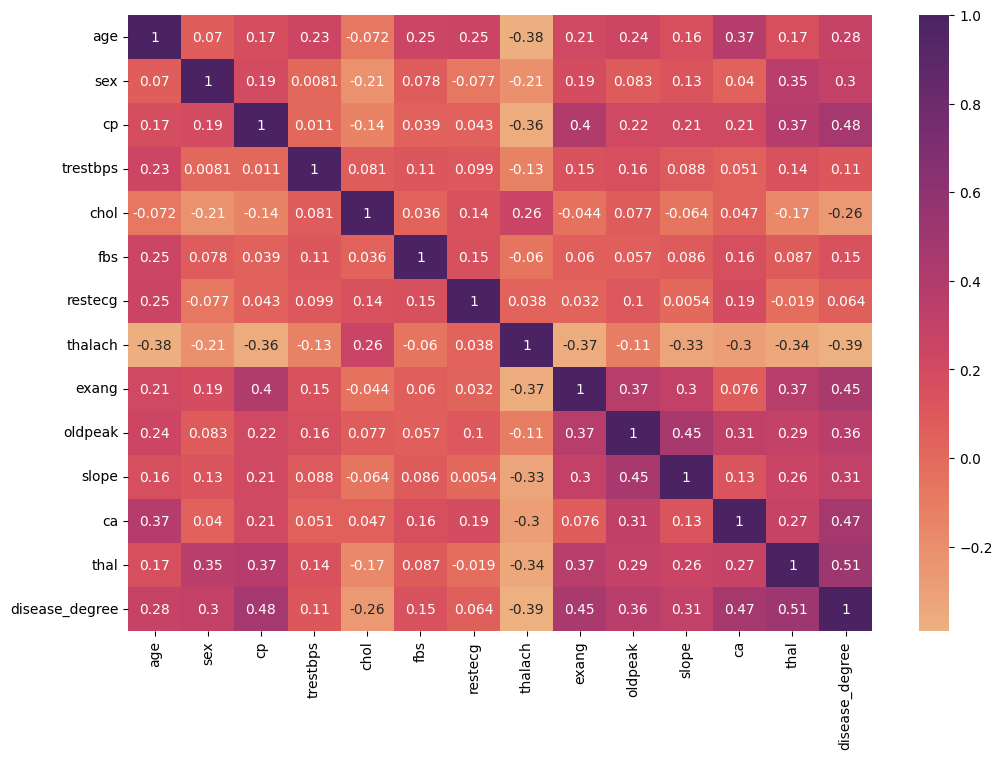 age 1 0.07 0.17 0.23 -0.072 0.25 0.25 -0.38 0.21 0.24 0.16 0.37 0.17 0.28
sex 0.07 1 0.19 0.0081 -0.21 0.078 -0.077 -0.21 0.19 0.083 0.13 0.04 0.35 0.3
cp 0.17 0.19 1 0.011 -0.14 0.039 0.043 -0.36 0.4 0.22 0.21 0.21 0.37 0.48
trestbps 0.23 0.0081 0.011 1 0.081 0.11 0.099 -0.13 0.15 0.16 0.088 0.051 0.14 0.11
chol -0.072 -0.21 -0.14 0.081 1 0.036 0.14 0.26 -0.044 0.077 -0.064 0.047 -0.17 -0.26
fbs 0.25 0.078 0.039 0.11 0.036 1 0.15 -0.06 0.06 0.057 0.086 0.16 0.087 0.15
restecg 0.25 -0.077 0.043 0.099 0.14 0.15 1 0.038 0.032 0.1 0.0054 0.19 -0.019 0.064
thalach -0.38 -0.21 -0.36 -0.13 0.26 -0.06 0.038 1 -0.37 -0.11 -0.33 -0.3 -0.34 -0.39
exang 0.21 0.19 0.4 0.15 -0.044 0.06 0.032 -0.37 1 0.37 0.3 0.076 0.37 0.45
oldpeak 0.24 0.083 0.22 0.16 0.077 0.057 0.1 -0.11 0.37 1 0.45 0.31 0.29 0.36
slope 0.16 0.13 0.21 0.088 -0.064 0.086 0.0054 -0.33 0.3 0.45 1 0.13 0.26 0.31
ca 0.37 0.04 0.21 0.051 0.047 0.16 0.19 -0.3 0.076 0.31 0.13 1 0.27 0.47
thal 0.17 0.35 0.37 0.14 -0.17 0.087 -0.019 -0.34 0.37 0.29 0.26 0.27 1 0.51
disease_degree 0.28 0.3 0.48 0.11 -0.26 0.15 0.064 -0.39 0.45 0.36 0.31 0.47 0.51 1
age sex cp trestbps chol fbs restecg thalach exang oldpeak slope ca thal disease_degree
1.0
0.8
0.6
0.4
0.2
0.0
−0.2